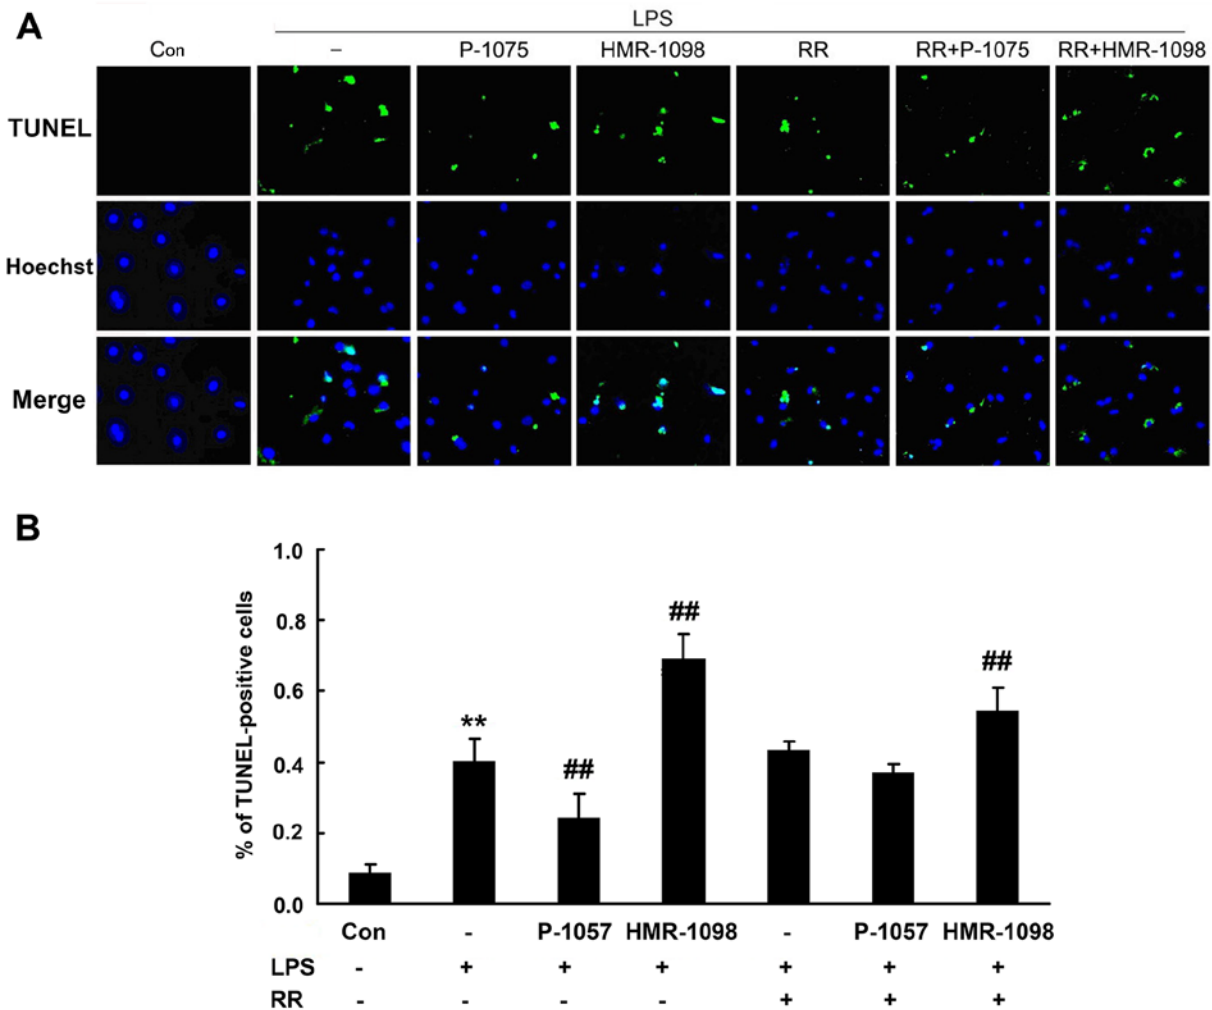 A
LPS
Con – P-1075 HMR-1098 RR RR+P-1075 RR+HMR-1098
TUNEL
Hoechst
Merge
B
% of TUNEL-positive cells
1.0
0.8
0.6
0.4
0.2
0.0
**
##
##
##
Con - P-1057 HMR-1098 - P-1057 HMR-1098
LPS - + + + + + +
RR - - - - + + +